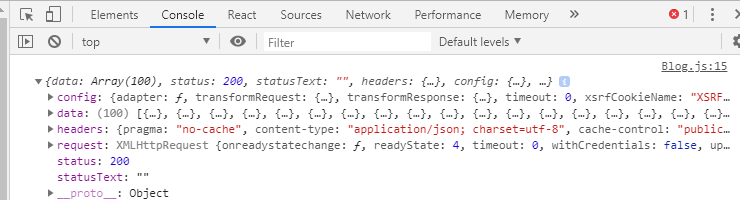 Elements Console React Sources Network Performance Memory » 1
top Filter Default levels
Blog.js:15
{data: Array(100), status: 200, statusText: "", headers: {…}, config: {…}, …}
config: {adapter: ƒ, transformRequest: {…}, transformResponse: {…}, timeout: 0, xsrfCookieName: "XSRF…
data: (100) [{…}, {…}, {…}, {…}, {…}, {…}, {…}, {…}, {…}, {…}, {…}, {…}, {…}, {…}, {…}, {…},
headers: {pragma: "no-cache", content-type: "application/json; charset=utf-8", cache-control: "public…
request: XMLHttpRequest {onreadystatechange: ƒ, readyState: 4, timeout: 0, withCredentials: false, up…
status: 200
statusText: ""
__proto__: Object